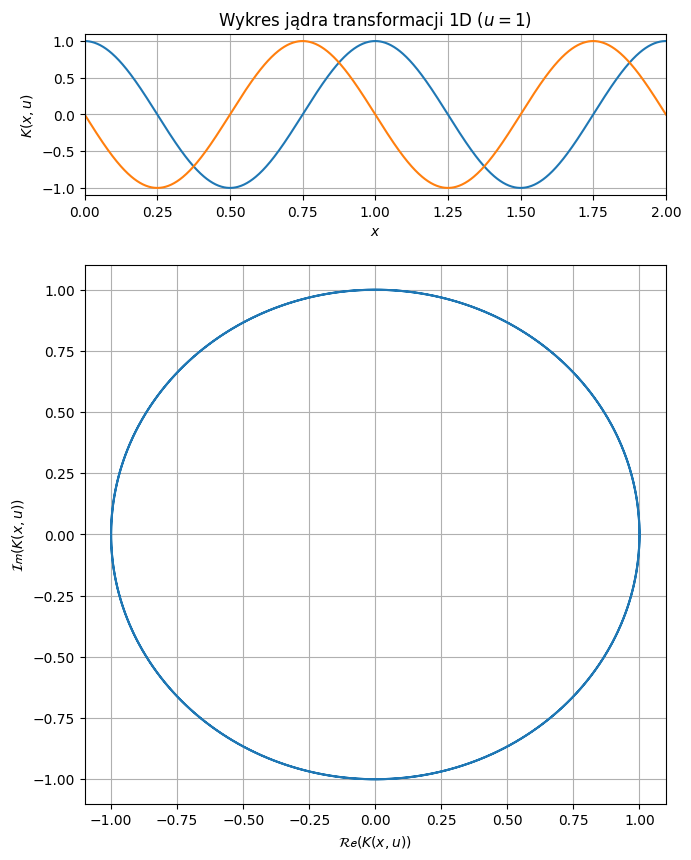 Wykres jądra transformacji 1D (u = 1)
1.0
0.5
0.0
−0.5
−1.0
K(x, u)
0.00 0.25 0.50 0.75 1.00 1.25 1.50 1.75 2.00
x
1.00
0.75
0.50
0.25
0.00
−0.25
−0.50
−0.75
−1.00
ℐm(K(x, u))
−1.00 −0.75 −0.50 −0.25 0.00 0.25 0.50 0.75 1.00
ℛe(K(x, u))